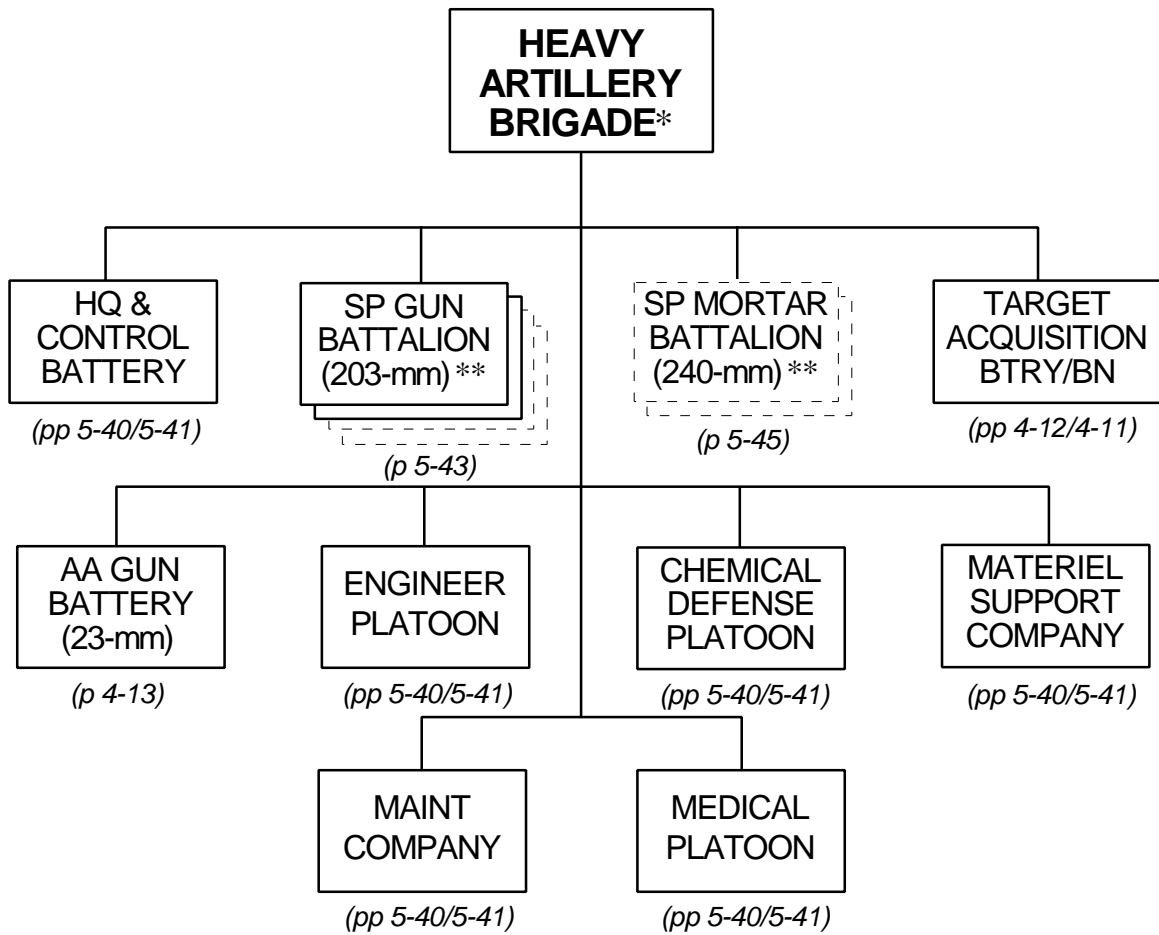 HEAVY
ARTILLERY
BRIGADE*
HQ &
CONTROL
BATTERY
(pp 5-40/5-41)
SP GUN
BATTALION
(203-mm) **
(p 5-43)
SP MORTAR
BATTALION
(240-mm) **
(p 5-45)
TARGET
ACQUISITION
BTRY/BN
(pp 4-12/4-11)
AA GUN
BATTERY
(23-mm)
(p 4-13)
ENGINEER
PLATOON
(pp 5-40/5-41)
CHEMICAL
DEFENSE
PLATOON
(pp 5-40/5-41)
MATERIEL
SUPPORT
COMPANY
(pp 5-40/5-41)
MAINT
COMPANY
(pp 5-40/5-41)
MEDICAL
PLATOON
(pp 5-40/5-41)